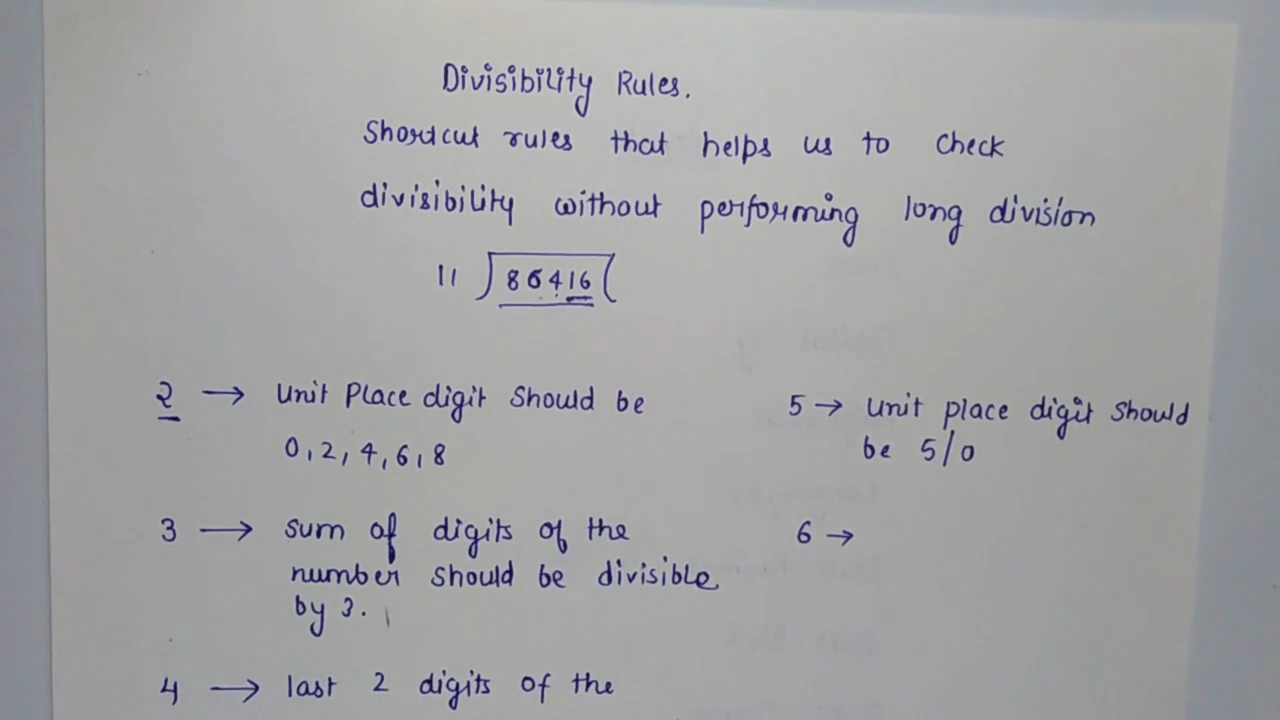 Divisibility Rules.
Shortcut rules that helps us to check
divisibility without performing long division
11 ) 86416 (
2 → Unit Place digit Should be
0, 2, 4, 6, 8
3 → sum of digits of the
number should be divisible
by 3.
4 → last 2 digits of the
5 → Unit place digit Should
be 5/0
6 →